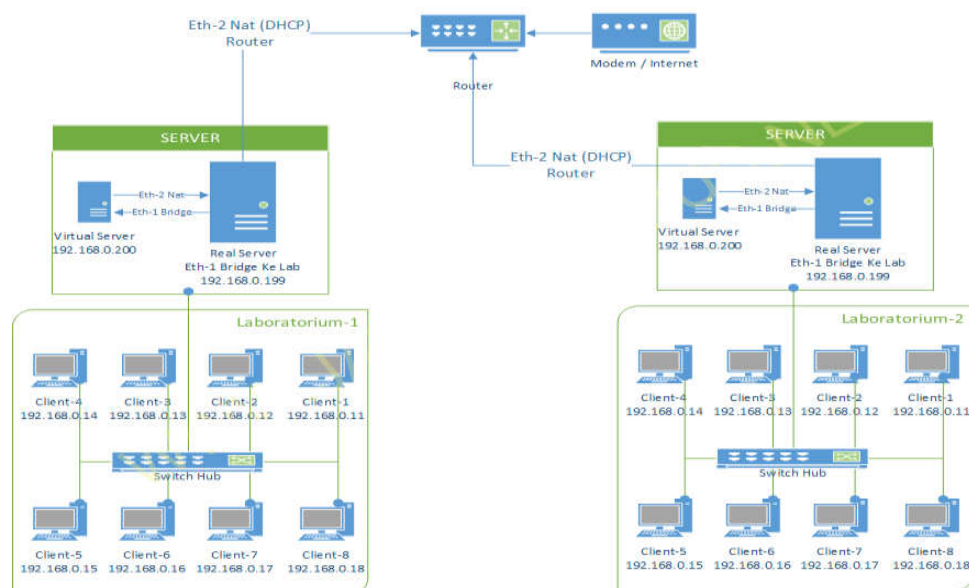 Eth-2 Nat (DHCP)
Router
Modem / Internet
Router
SERVER
Eth-2 Nat
Eth-1 Bridge
Virtual Server
192.168.0.200
Real Server
Eth-1 Bridge Ke Lab
192.168.0.199
Eth-2 Nat (DHCP)
Router
SERVER
Eth-2 Nat
Eth-1 Bridge
Virtual Server
192.168.0.200
Real Server
Eth-1 Bridge Ke Lab
192.168.0.199
Laboratorium-1
Client-4
192.168.0.14
Client-3
192.168.0.13
Client-2
192.168.0.12
Client-1
192.168.0.11
Switch Hub
Client-5
192.168.0.15
Client-6
192.168.0.16
Client-7
192.168.0.17
Client-8
192.168.0.18
Laboratorium-2
Client-4
192.168.0.14
Client-3
192.168.0.13
Client-2
192.168.0.12
Client-1
192.168.0.11
Switch Hub
Client-5
192.168.0.15
Client-6
192.168.0.16
Client-7
192.168.0.17
Client-8
192.168.0.18